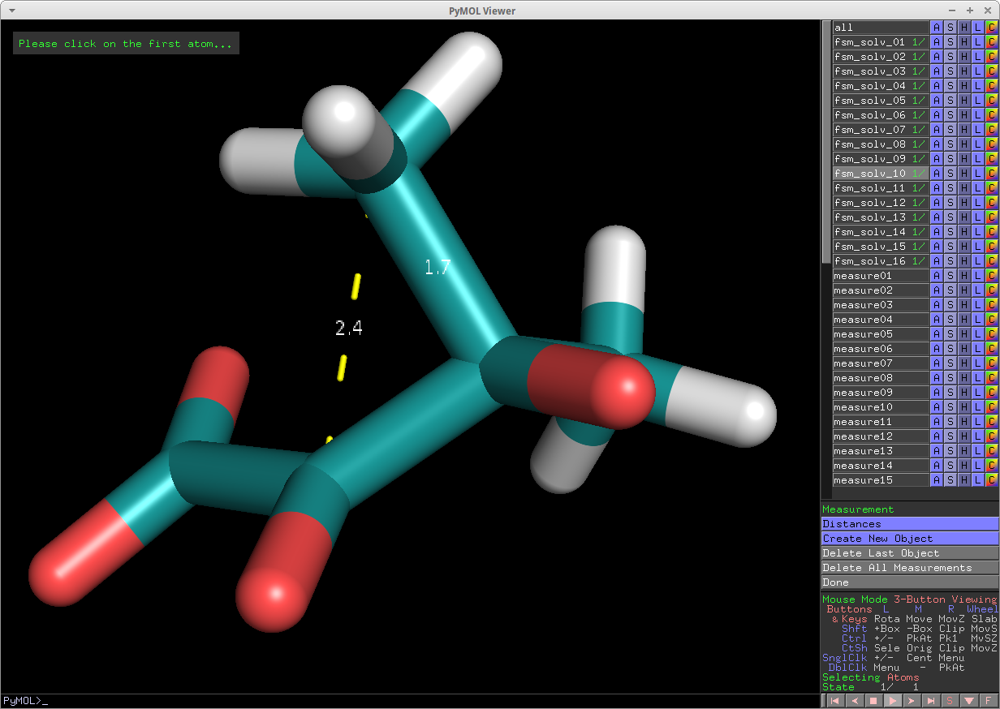 PyMOL Viewer
Please click on the first atom...
1.7
2.4
all A S H L C
fsm_solv_01 1/ A S H L C
fsm_solv_02 1/ A S H L C
fsm_solv_03 1/ A S H L C
fsm_solv_04 1/ A S H L C
fsm_solv_05 1/ A S H L C
fsm_solv_06 1/ A S H L C
fsm_solv_07 1/ A S H L C
fsm_solv_08 1/ A S H L C
fsm_solv_09 1/ A S H L C
fsm_solv_10 1/ A S H L C
fsm_solv_11 1/ A S H L C
fsm_solv_12 1/ A S H L C
fsm_solv_13 1/ A S H L C
fsm_solv_14 1/ A S H L C
fsm_solv_15 1/ A S H L C
fsm_solv_16 1/ A S H L C
measure01 A S H L C
measure02 A S H L C
measure03 A S H L C
measure04 A S H L C
measure05 A S H L C
measure06 A S H L C
measure07 A S H L C
measure08 A S H L C
measure09 A S H L C
measure10 A S H L C
measure11 A S H L C
measure12 A S H L C
measure13 A S H L C
measure14 A S H L C
measure15 A S H L C
Measurement
Distances
Create New Object
Delete Last Object
Delete All Measurements
Done
Mouse Mode 3-Button Viewing
Buttons L M R Wheel
& Keys Rota Move MovZ Slab
Shft +Box -Box Clip MovS
Ctrl +/- PkAt Pk1 MvSZ
CtSh Sele Orig Clip MovZ
SnglClk +/- Cent Menu
DblClk Menu - PkAt
Selecting Atoms
State 1/ 1
PyMOL>_
S F